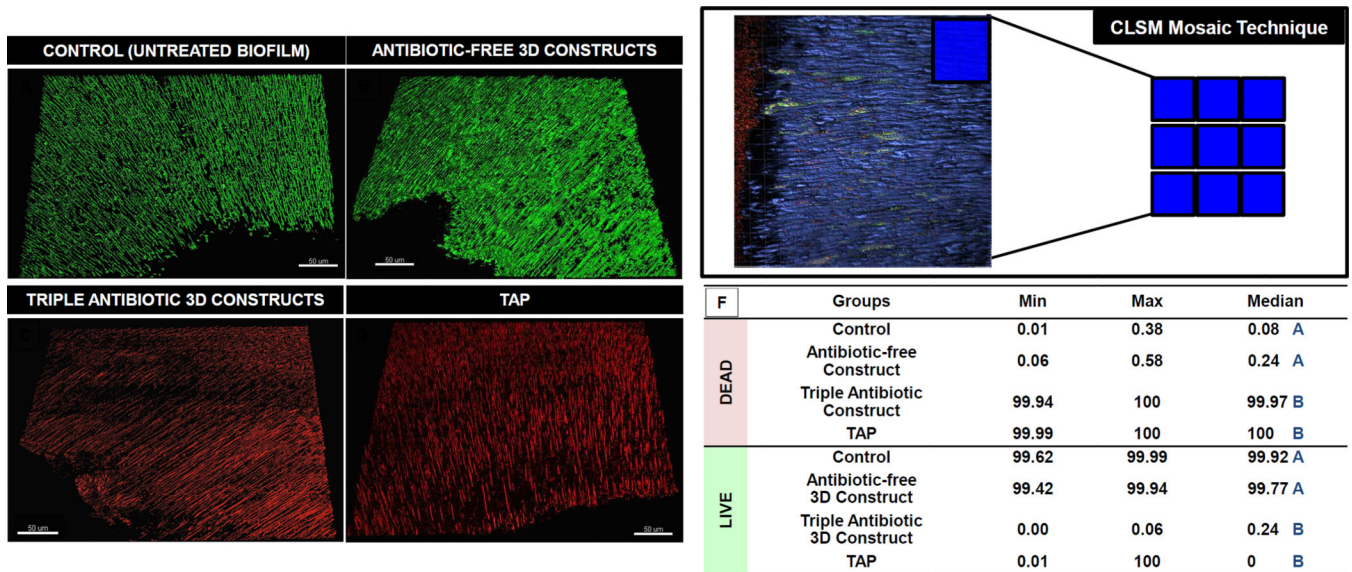 CONTROL (UNTREATED BIOFILM)
ANTIBIOTIC-FREE 3D CONSTRUCTS
50 um
50 um
TRIPLE ANTIBIOTIC 3D CONSTRUCTS
TAP
C
D
50 um
50 um
CLSM Mosaic Technique
F Groups Min Max Median
DEAD
Control 0.01 0.38 0.08 A
Antibiotic-free
Construct 0.06 0.58 0.24 A
Triple Antibiotic
Construct 99.94 100 99.97 B
TAP 99.99 100 100 B
LIVE
Control 99.62 99.99 99.92 A
Antibiotic-free
3D Construct 99.42 99.94 99.77 A
Triple Antibiotic
3D Construct 0.00 0.06 0.24 B
TAP 0.01 100 0 B